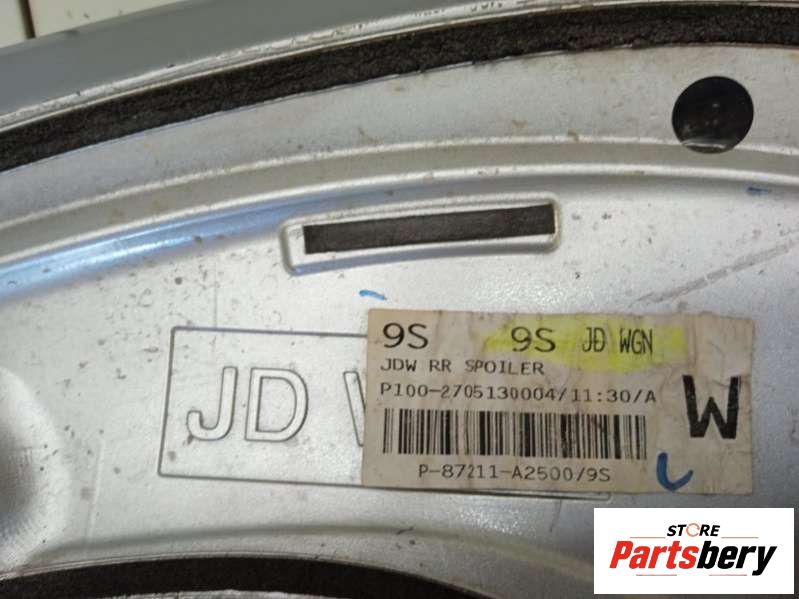 9S 9S JD WGN
JDW RR SPOILER
P100-2705130004/11:30/A
W
P-87211-A2500/9S
JD W
STORE
Partsbery